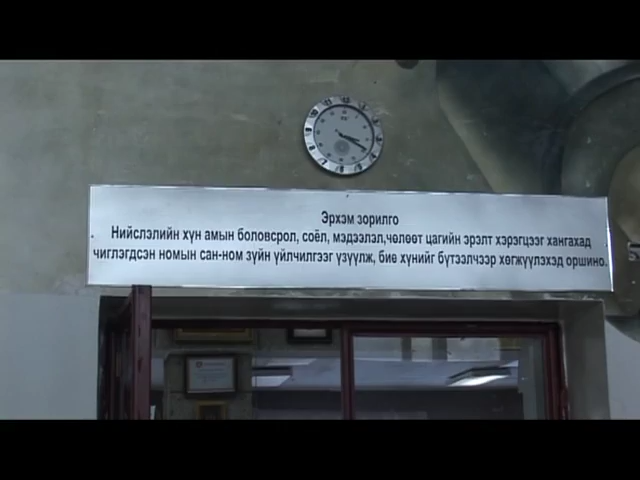 Эрхэм зорилго
Нийслэлийн хүн амын боловсрол, соёл, мэдээлэл,чөлөөт цагийн эрэлт хэрэгцээг хангахад
чиглэгдсэн номын сан-ном зүйн үйлчилгээг үзүүлж, бие хүнийг бүтээлчээр хөгжүүлэхэд оршино.